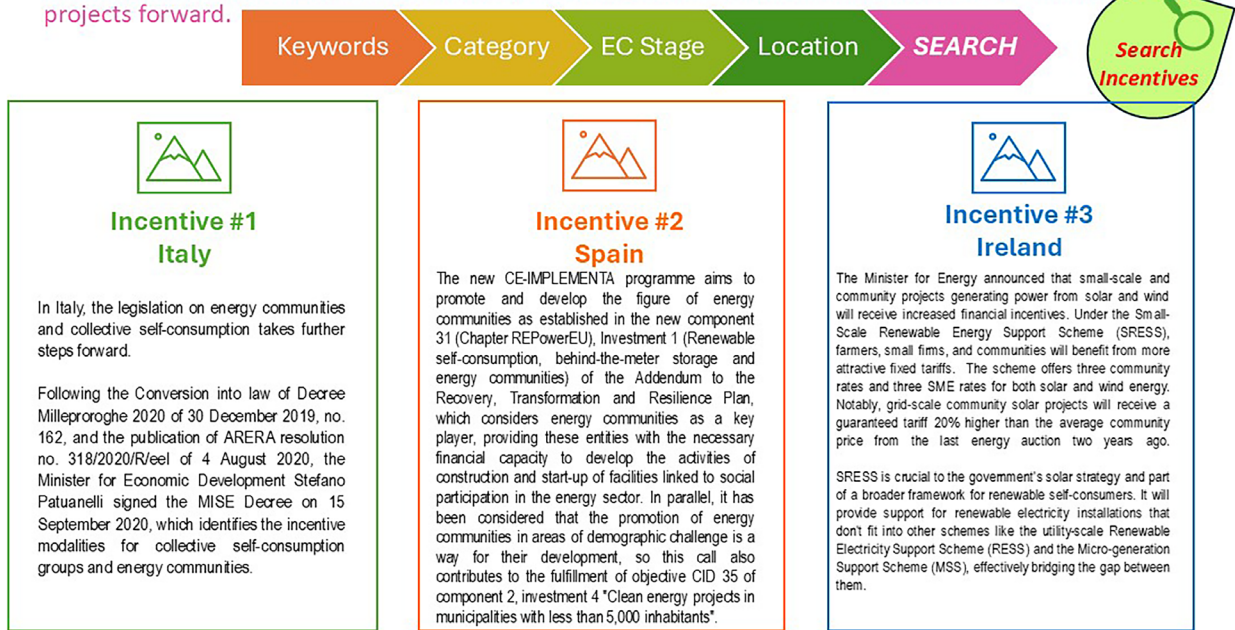 projects forward.
Keywords
Category
EC Stage
Location
SEARCH
Search
Incentives
Incentive #1
Italy
In Italy, the legislation on energy communities
and collective self-consumption takes further
steps forward.
Following the Conversion into law of Decree
Milleproroghe 2020 of 30 December 2019, no.
162, and the publication of ARERA resolution
no. 318/2020/R/eel of 4 August 2020, the
Minister for Economic Development Stefano
Patuanelli signed the MISE Decree on 15
September 2020, which identifies the incentive
modalities for collective self-consumption
groups and energy communities.
Incentive #2
Spain
The new CE-IMPLEMENTA programme aims to
promote and develop the figure of energy
communities as established in the new component
31 (Chapter REPowerEU), Investment 1 (Renewable
self-consumption, behind-the-meter storage and
energy communities) of the Addendum to the
Recovery, Transformation and Resilience Plan,
which considers energy communities as a key
player, providing these entities with the necessary
financial capacity to develop the activities of
construction and start-up of facilities linked to social
participation in the energy sector. In parallel, it has
been considered that the promotion of energy
communities in areas of demographic challenge is a
way for their development, so this call also
contributes to the fulfillment of objective CID 35 of
component 2, investment 4 "Clean energy projects in
municipalities with less than 5,000 inhabitants".
Incentive #3
Ireland
The Minister for Energy announced that small-scale and
community projects generating power from solar and wind
will receive increased financial incentives. Under the Small-
Scale Renewable Energy Support Scheme (SRESS),
farmers, small firms, and communities will benefit from more
attractive fixed tariffs. The scheme offers three community
rates and three SME rates for both solar and wind energy.
Notably, grid-scale community solar projects will receive a
guaranteed tariff 20% higher than the average community
price from the last energy auction two years ago.
SRESS is crucial to the government's solar strategy and part
of a broader framework for renewable self-consumers. It will
provide support for renewable electricity installations that
don't fit into other schemes like the utility-scale Renewable
Electricity Support Scheme (RESS) and the Micro-generation
Support Scheme (MSS), effectively bridging the gap between
them.